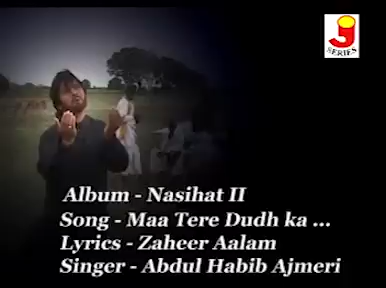 J
SERIES
Album - Nasihat II
Song - Maa Tere Dudh ka ...
Lyrics - Zaheer Aalam
Singer - Abdul Habib Ajmeri